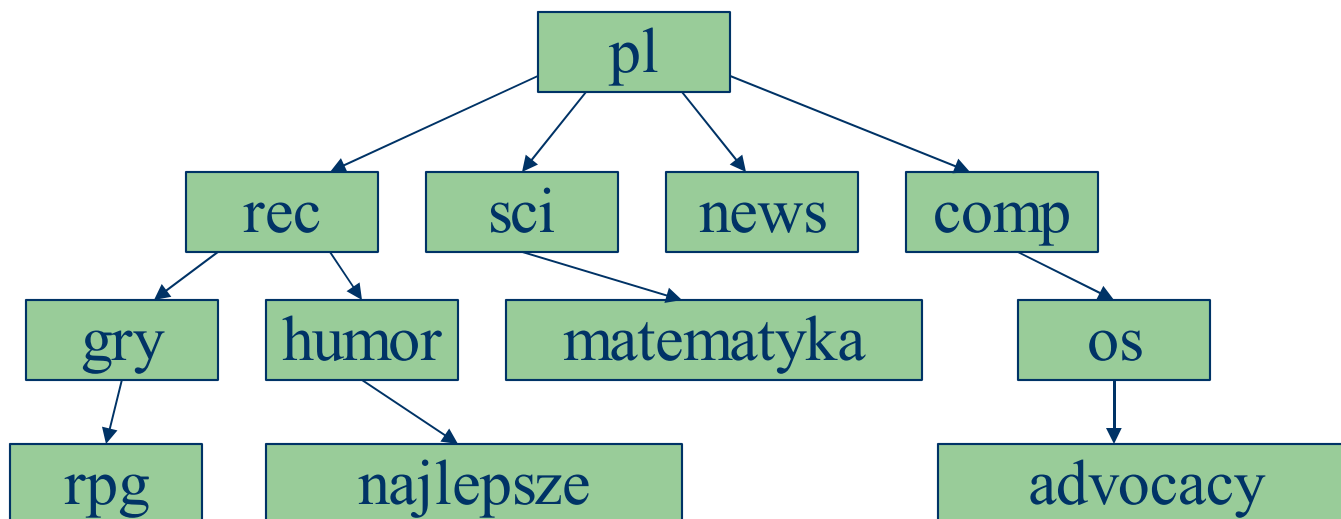 pl
rec sci news comp
gry humor matematyka os
rpg najlepsze advocacy